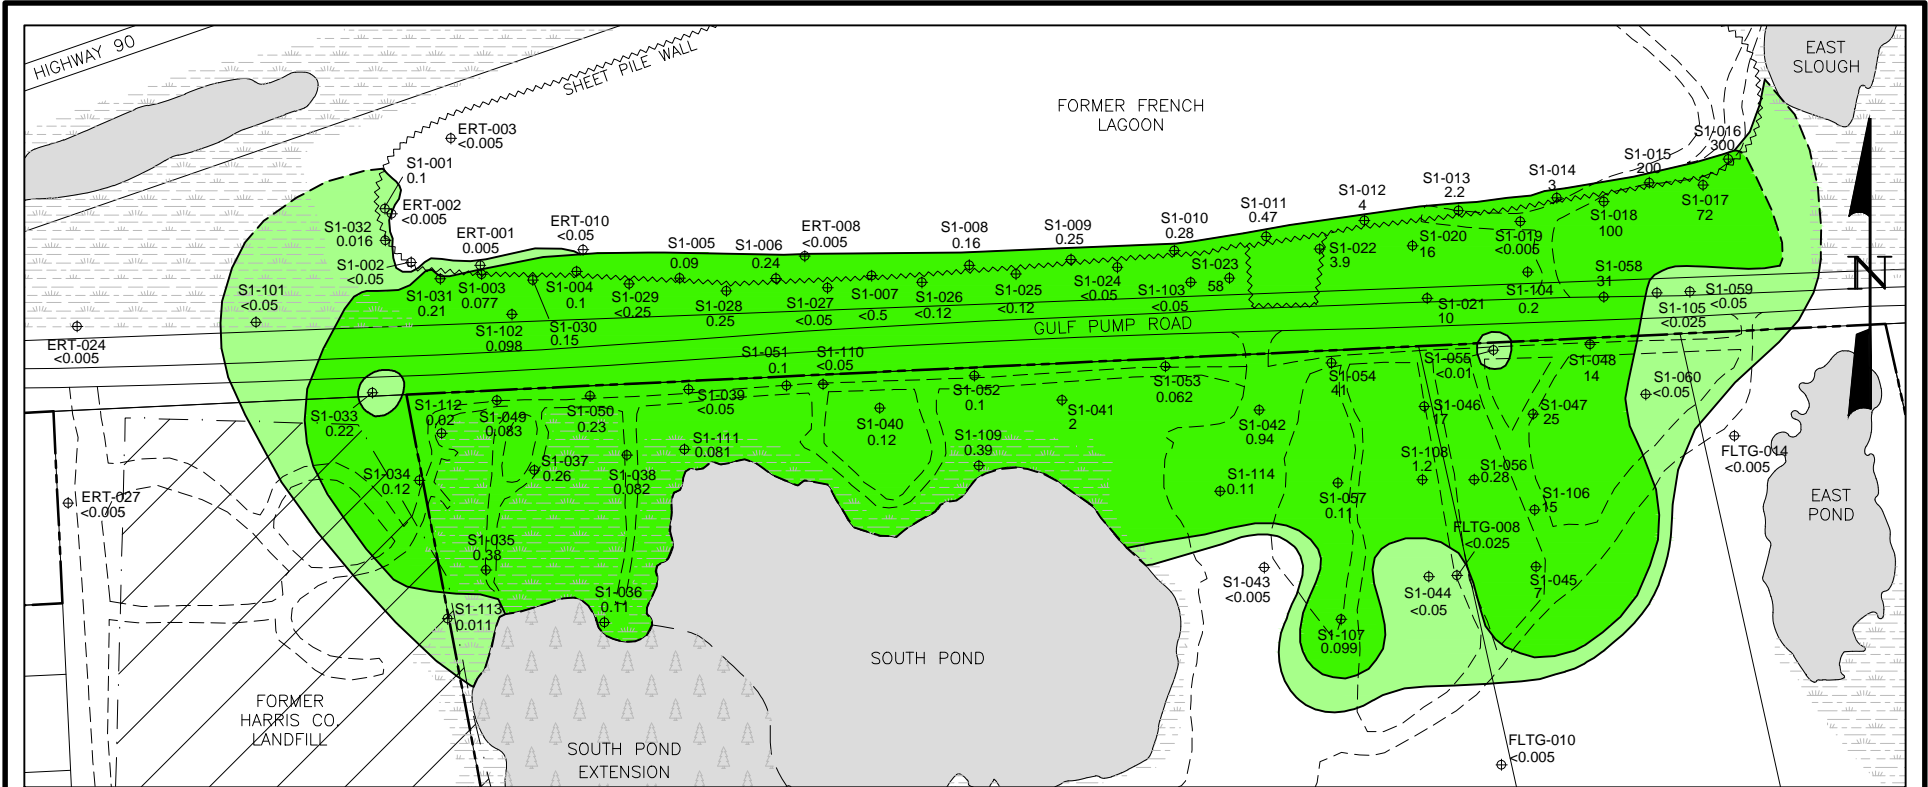 HIGHWAY 90
SHEET PILE WALL
FORMER FRENCH
LAGOON
EAST
SLOUGH
ERT-003
<0.005
S1-001
0.1
ERT-002
<0.005
S1-032
0.016
S1-002
<0.05
ERT-001
0.005
ERT-010
<0.05
S1-005
0.09
S1-006
0.24
ERT-008
<0.005
S1-008
0.16
S1-009
0.25
S1-010
0.28
S1-011
0.47
S1-012
4
S1-013
2.2
S1-014
3
S1-015
200
S1-016
300
S1-017
72
S1-018
100
S1-019
<0.005
S1-020
16
S1-022
3.9
S1-101
<0.05
S1-031
0.21
S1-003
0.077
S1-004
0.1
S1-029
<0.25
S1-028
0.25
S1-027
<0.05
S1-007
<0.5
S1-026
<0.12
S1-025
<0.12
S1-024
<0.05
S1-103
<0.05
S1-023
58
S1-021
10
S1-104
0.2
S1-058
31
S1-059
<0.05
S1-105
<0.025
N
ERT-024
<0.005
S1-102
0.098
S1-030
0.15
GULF PUMP ROAD
S1-051
0.1
S1-110
<0.05
S1-052
0.1
S1-053
0.062
S1-054
41
S1-055
<0.01
S1-048
14
S1-060
<0.05
S1-033
0.22
S1-112
0.02
S1-049
0.083
S1-050
0.23
S1-039
<0.05
S1-040
0.12
S1-041
2
S1-042
0.94
S1-046
17
S1-047
25
S1-111
0.081
S1-109
0.39
S1-108
1.2
S1-056
0.28
FLTG-014
<0.005
S1-034
0.12
S1-037
0.26
S1-038
0.082
S1-114
0.11
S1-057
0.11
S1-106
15
ERT-027
<0.005
EAST
POND
S1-035
0.38
FLTG-008
<0.025
S1-036
0.11
S1-113
0.011
S1-043
<0.005
S1-044
<0.05
S1-045
7
S1-107
0.099
SOUTH POND
FORMER
HARRIS CO.
LANDFILL
SOUTH POND
EXTENSION
FLTG-010
<0.005